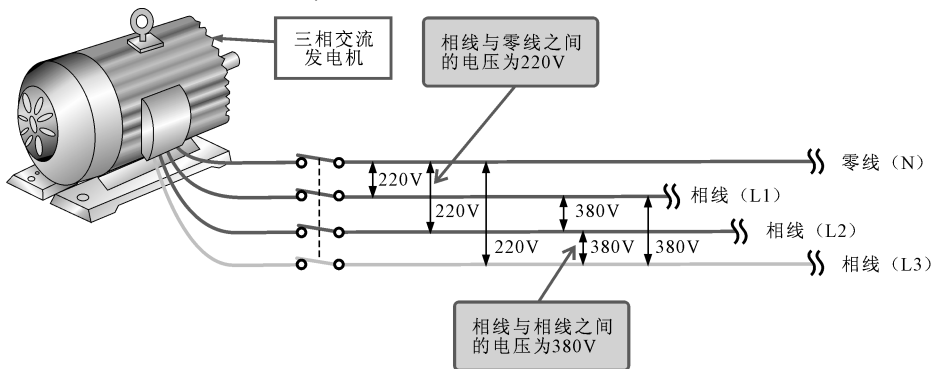 三相交流
发电机
相线与零线之间
的电压为220V
零线（N）
220V
相线（L1）
220V
380V
相线（L2）
220V
380V
380V
相线（L3）
相线与相线之间
的电压为380V